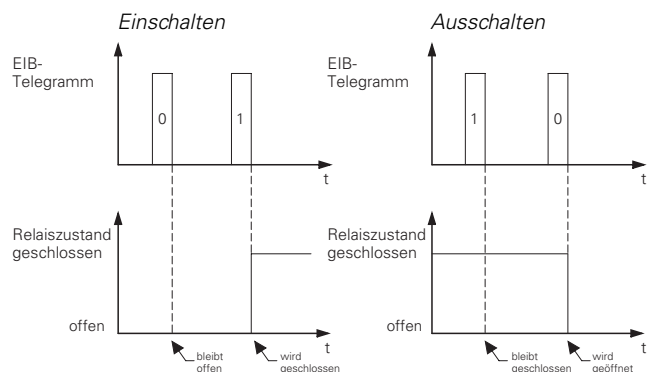 Einschalten
EIB-
Telegramm
0
1
t
Relaiszustand
geschlossen
offen
t
bleibt
offen
wird
geschlossen
Ausschalten
EIB-
Telegramm
1
0
t
Relaiszustand
geschlossen
offen
t
bleibt
geschlossen
wird
geöffnet